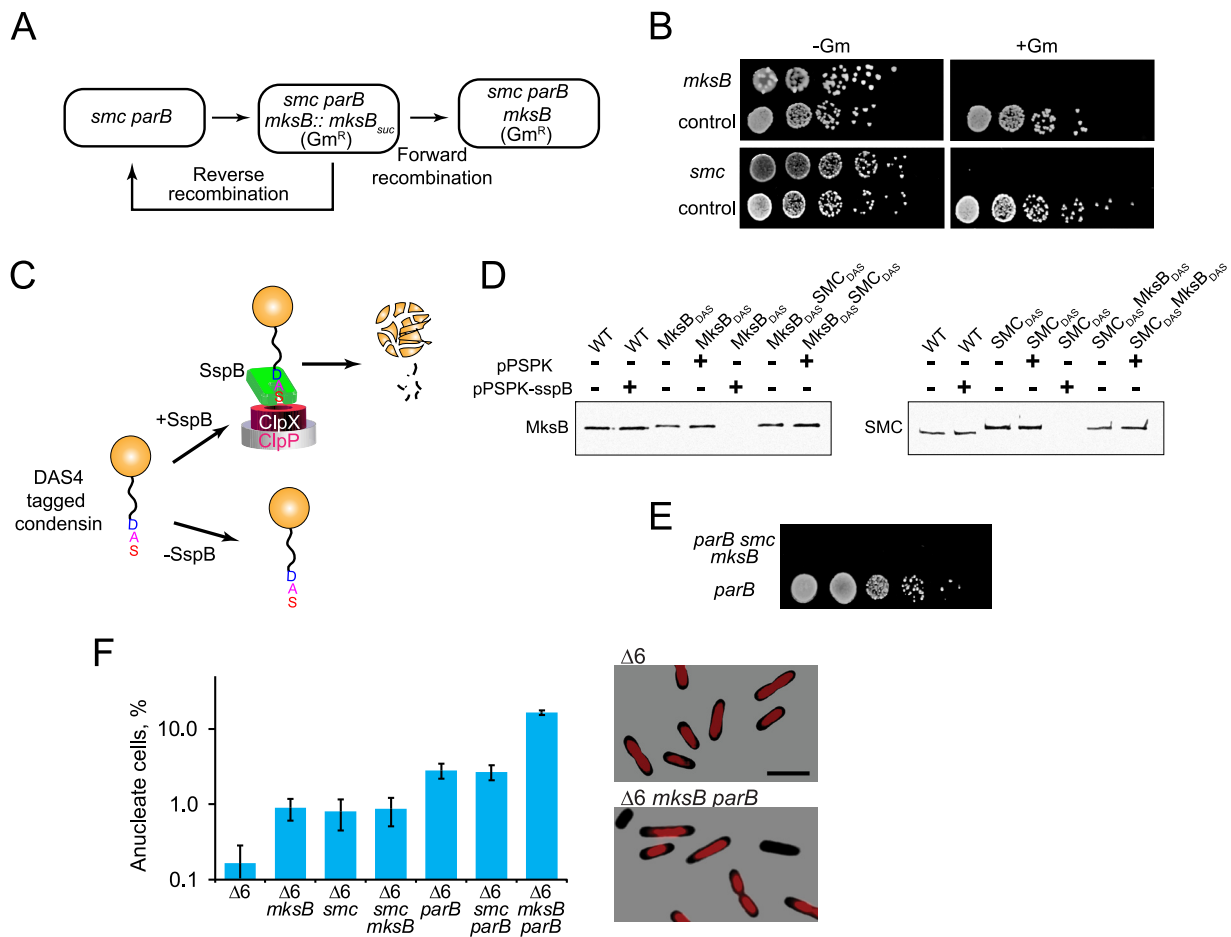 A
smc parB
smc parB
mksB:: mksBsuc
(GmR)
smc parB
mksB
(GmR)
Reverse
recombination
Forward
recombination
B
-Gm
+Gm
mksB
control
smc
control
C
SspB
DAS
ClpX
ClpP
+SspB
DAS4
tagged
condensin
D
A
S
-SspB
D
A
S
D
WT
WT
MksBDAS
MksBDAS
MksBDAS
MksBDASSMCDAS
MksBDASSMCDAS
WT
WT
SMCDAS
SMCDAS
SMCDAS
SMCDASMksBDAS
SMCDASMksBDAS
pPSPK - - - + - - + - - - + - - +
pPSPK-sspB - + - - + - - - + - - + - -
MksB
SMC
E
parB smc
mksB
parB
F
Anucleate cells, %
10.0
1.0
0.1
Δ6
Δ6
mksB
Δ6
smc
Δ6
smc
mksB
Δ6
parB
Δ6
smc
parB
Δ6
mksB
parB
Δ6
Δ6 mksB parB